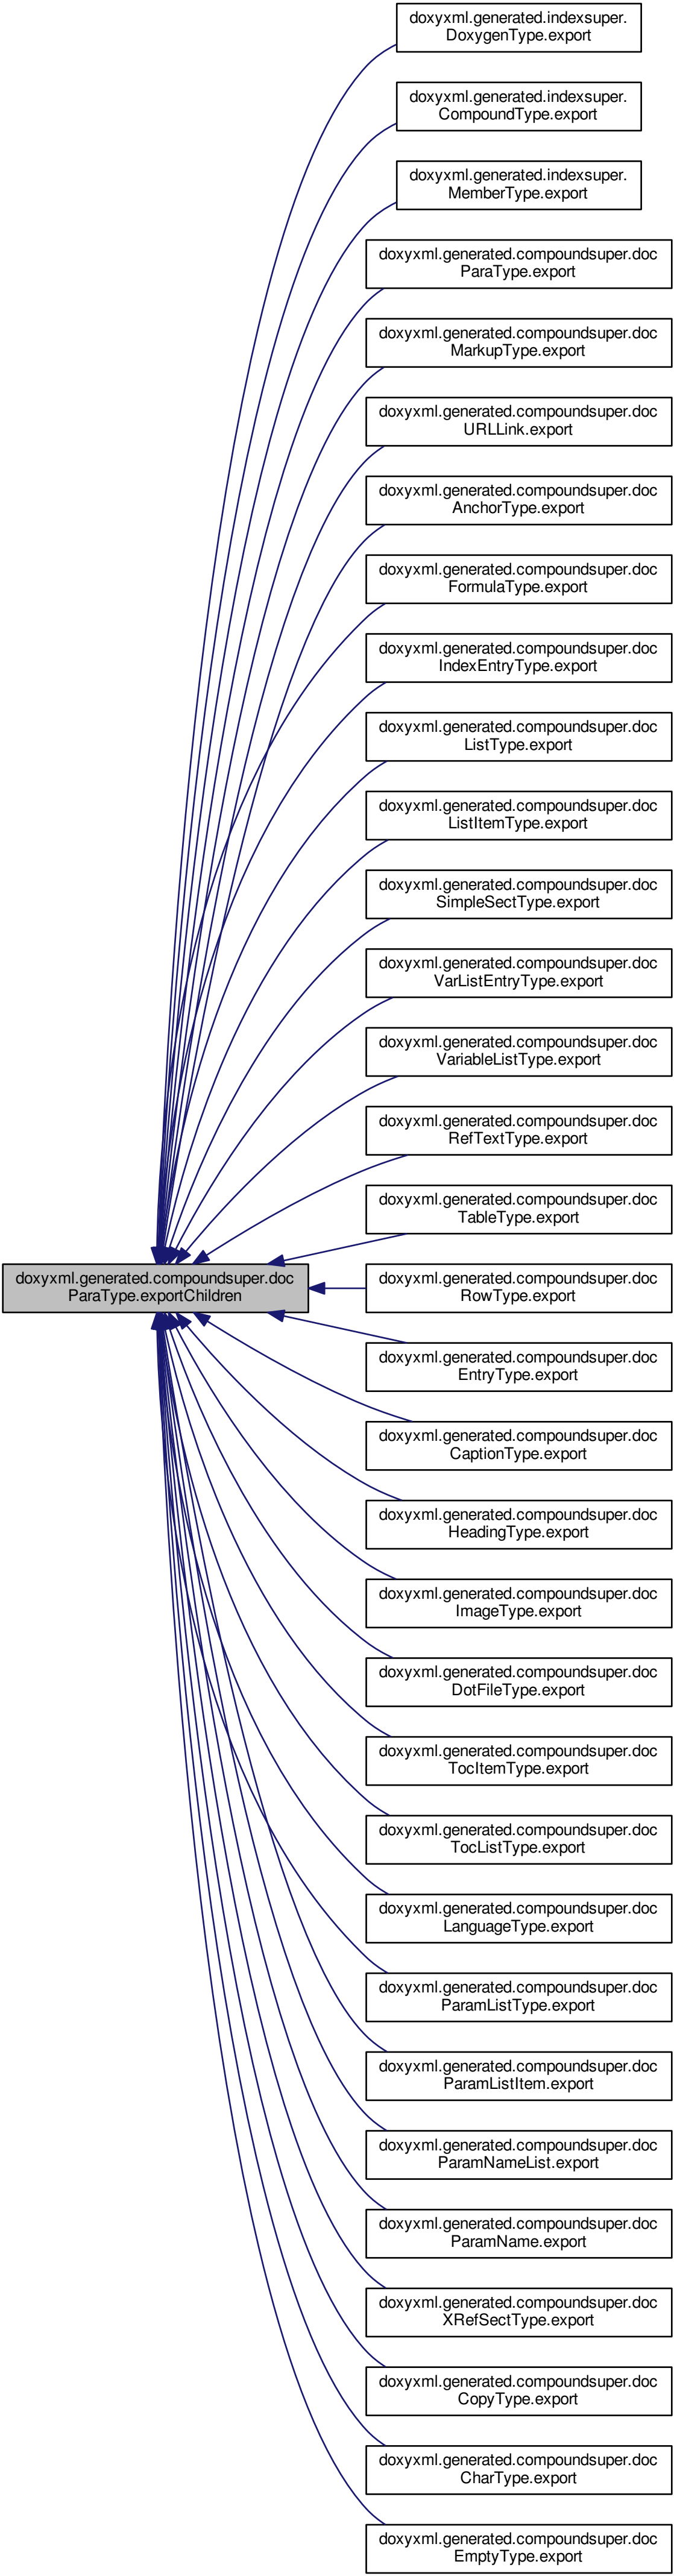 doxyxml.generated.indexsuper.
DoxygenType.export
doxyxml.generated.indexsuper.
CompoundType.export
doxyxml.generated.indexsuper.
MemberType.export
doxyxml.generated.compoundsuper.doc
ParaType.export
doxyxml.generated.compoundsuper.doc
MarkupType.export
doxyxml.generated.compoundsuper.doc
URLLink.export
doxyxml.generated.compoundsuper.doc
AnchorType.export
doxyxml.generated.compoundsuper.doc
FormulaType.export
doxyxml.generated.compoundsuper.doc
IndexEntryType.export
doxyxml.generated.compoundsuper.doc
ListType.export
doxyxml.generated.compoundsuper.doc
ListItemType.export
doxyxml.generated.compoundsuper.doc
SimpleSectType.export
doxyxml.generated.compoundsuper.doc
VarListEntryType.export
doxyxml.generated.compoundsuper.doc
VariableListType.export
doxyxml.generated.compoundsuper.doc
RefTextType.export
doxyxml.generated.compoundsuper.doc
TableType.export
doxyxml.generated.compoundsuper.doc
ParaType.exportChildren
doxyxml.generated.compoundsuper.doc
RowType.export
doxyxml.generated.compoundsuper.doc
EntryType.export
doxyxml.generated.compoundsuper.doc
CaptionType.export
doxyxml.generated.compoundsuper.doc
HeadingType.export
doxyxml.generated.compoundsuper.doc
ImageType.export
doxyxml.generated.compoundsuper.doc
DotFileType.export
doxyxml.generated.compoundsuper.doc
TocItemType.export
doxyxml.generated.compoundsuper.doc
TocListType.export
doxyxml.generated.compoundsuper.doc
LanguageType.export
doxyxml.generated.compoundsuper.doc
ParamListType.export
doxyxml.generated.compoundsuper.doc
ParamListItem.export
doxyxml.generated.compoundsuper.doc
ParamNameList.export
doxyxml.generated.compoundsuper.doc
ParamName.export
doxyxml.generated.compoundsuper.doc
XRefSectType.export
doxyxml.generated.compoundsuper.doc
CopyType.export
doxyxml.generated.compoundsuper.doc
CharType.export
doxyxml.generated.compoundsuper.doc
EmptyType.export